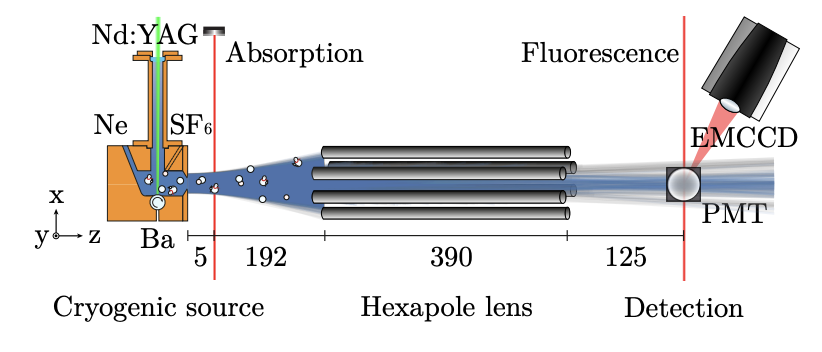 Nd:YAG
Absorption
Fluorescence
Ne
SF₆
EMCCD
x
y
z
Ba
PMT
5
192
390
125
Cryogenic source
Hexapole lens
Detection